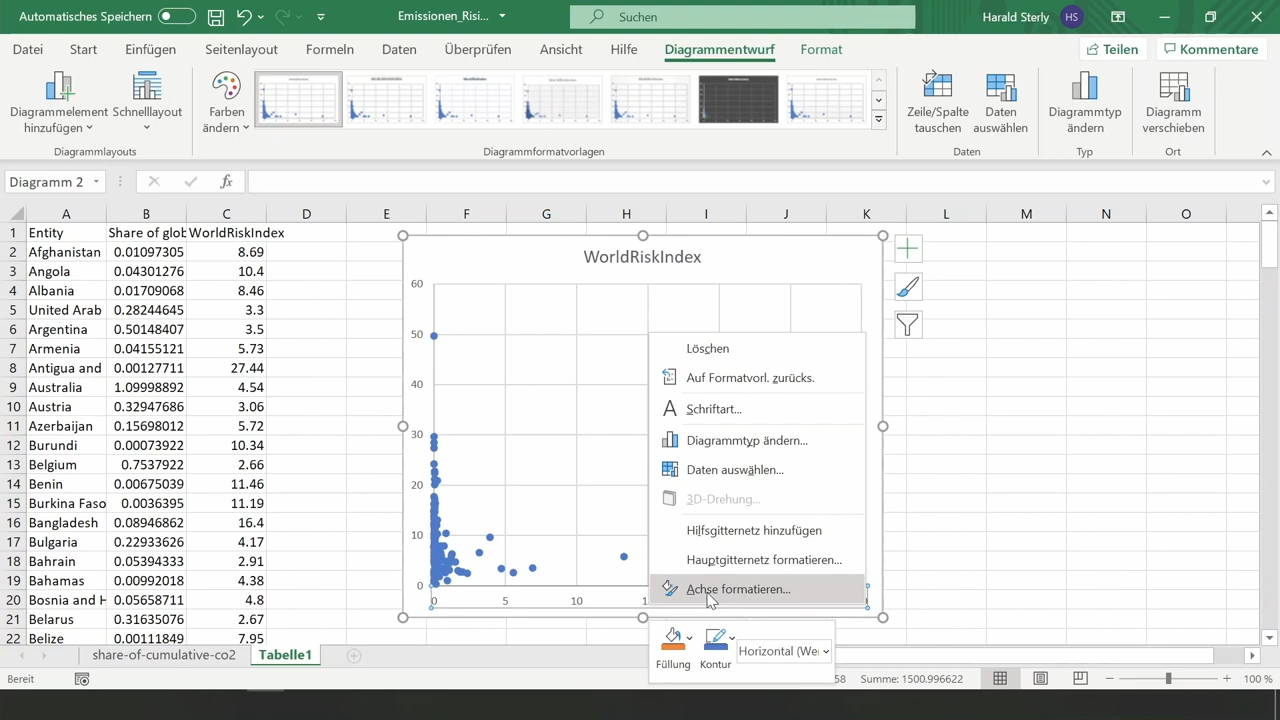 Automatisches Speichern
Emissionen_Risi...
Suchen
Harald Sterly
HS
Datei
Start
Einfügen
Seitenlayout
Formeln
Daten
Überprüfen
Ansicht
Hilfe
Diagrammentwurf
Format
Teilen
Kommentare
Diagrammelement
hinzufügen
Schnelllayout
Farben
ändern
Zeile/Spalte
tauschen
Daten
auswählen
Diagrammtyp
ändern
Diagramm
verschieben
Diagrammlayouts
Diagrammformatvorlagen
Daten
Typ
Ort
Diagramm 2
fx
A B C D E F G H I J K L M N O
1 Entity Share of glob WorldRiskIndex
2 Afghanistan 0.01097305 8.69
3 Angola 0.04301276 10.4
4 Albania 0.01709068 8.46
5 United Arab 0.28244645 3.3
6 Argentina 0.50148407 3.5
7 Armenia 0.04155121 5.73
8 Antigua and 0.00127711 27.44
9 Australia 1.09998892 4.54
10 Austria 0.32947686 3.06
11 Azerbaijan 0.15698012 5.72
12 Burundi 0.00073922 10.34
13 Belgium 0.7537922 2.66
14 Benin 0.00675039 11.46
15 Burkina Faso 0.0036395 11.19
16 Bangladesh 0.08946862 16.4
17 Bulgaria 0.22933626 4.17
18 Bahrain 0.05394333 2.91
19 Bahamas 0.00992018 4.38
20 Bosnia and H 0.05658711 4.8
21 Belarus 0.31635079 2.67
22 Belize 0.00111849 7.95
WorldRiskIndex
60
50
40
30
20
10
0
0 5 10 1
Löschen
Auf Formatvorl. zurücks.
Schriftart...
Diagrammtyp ändern...
Daten auswählen...
3D-Drehung...
Hilfsgitternetz hinzufügen
Hauptgitternetz formatieren...
Achse formatieren...
Füllung
Kontur
Horizontal (We
share-of-cumulative-co2
Tabelle1
Bereit
58
Summe: 1500.996622
100 %